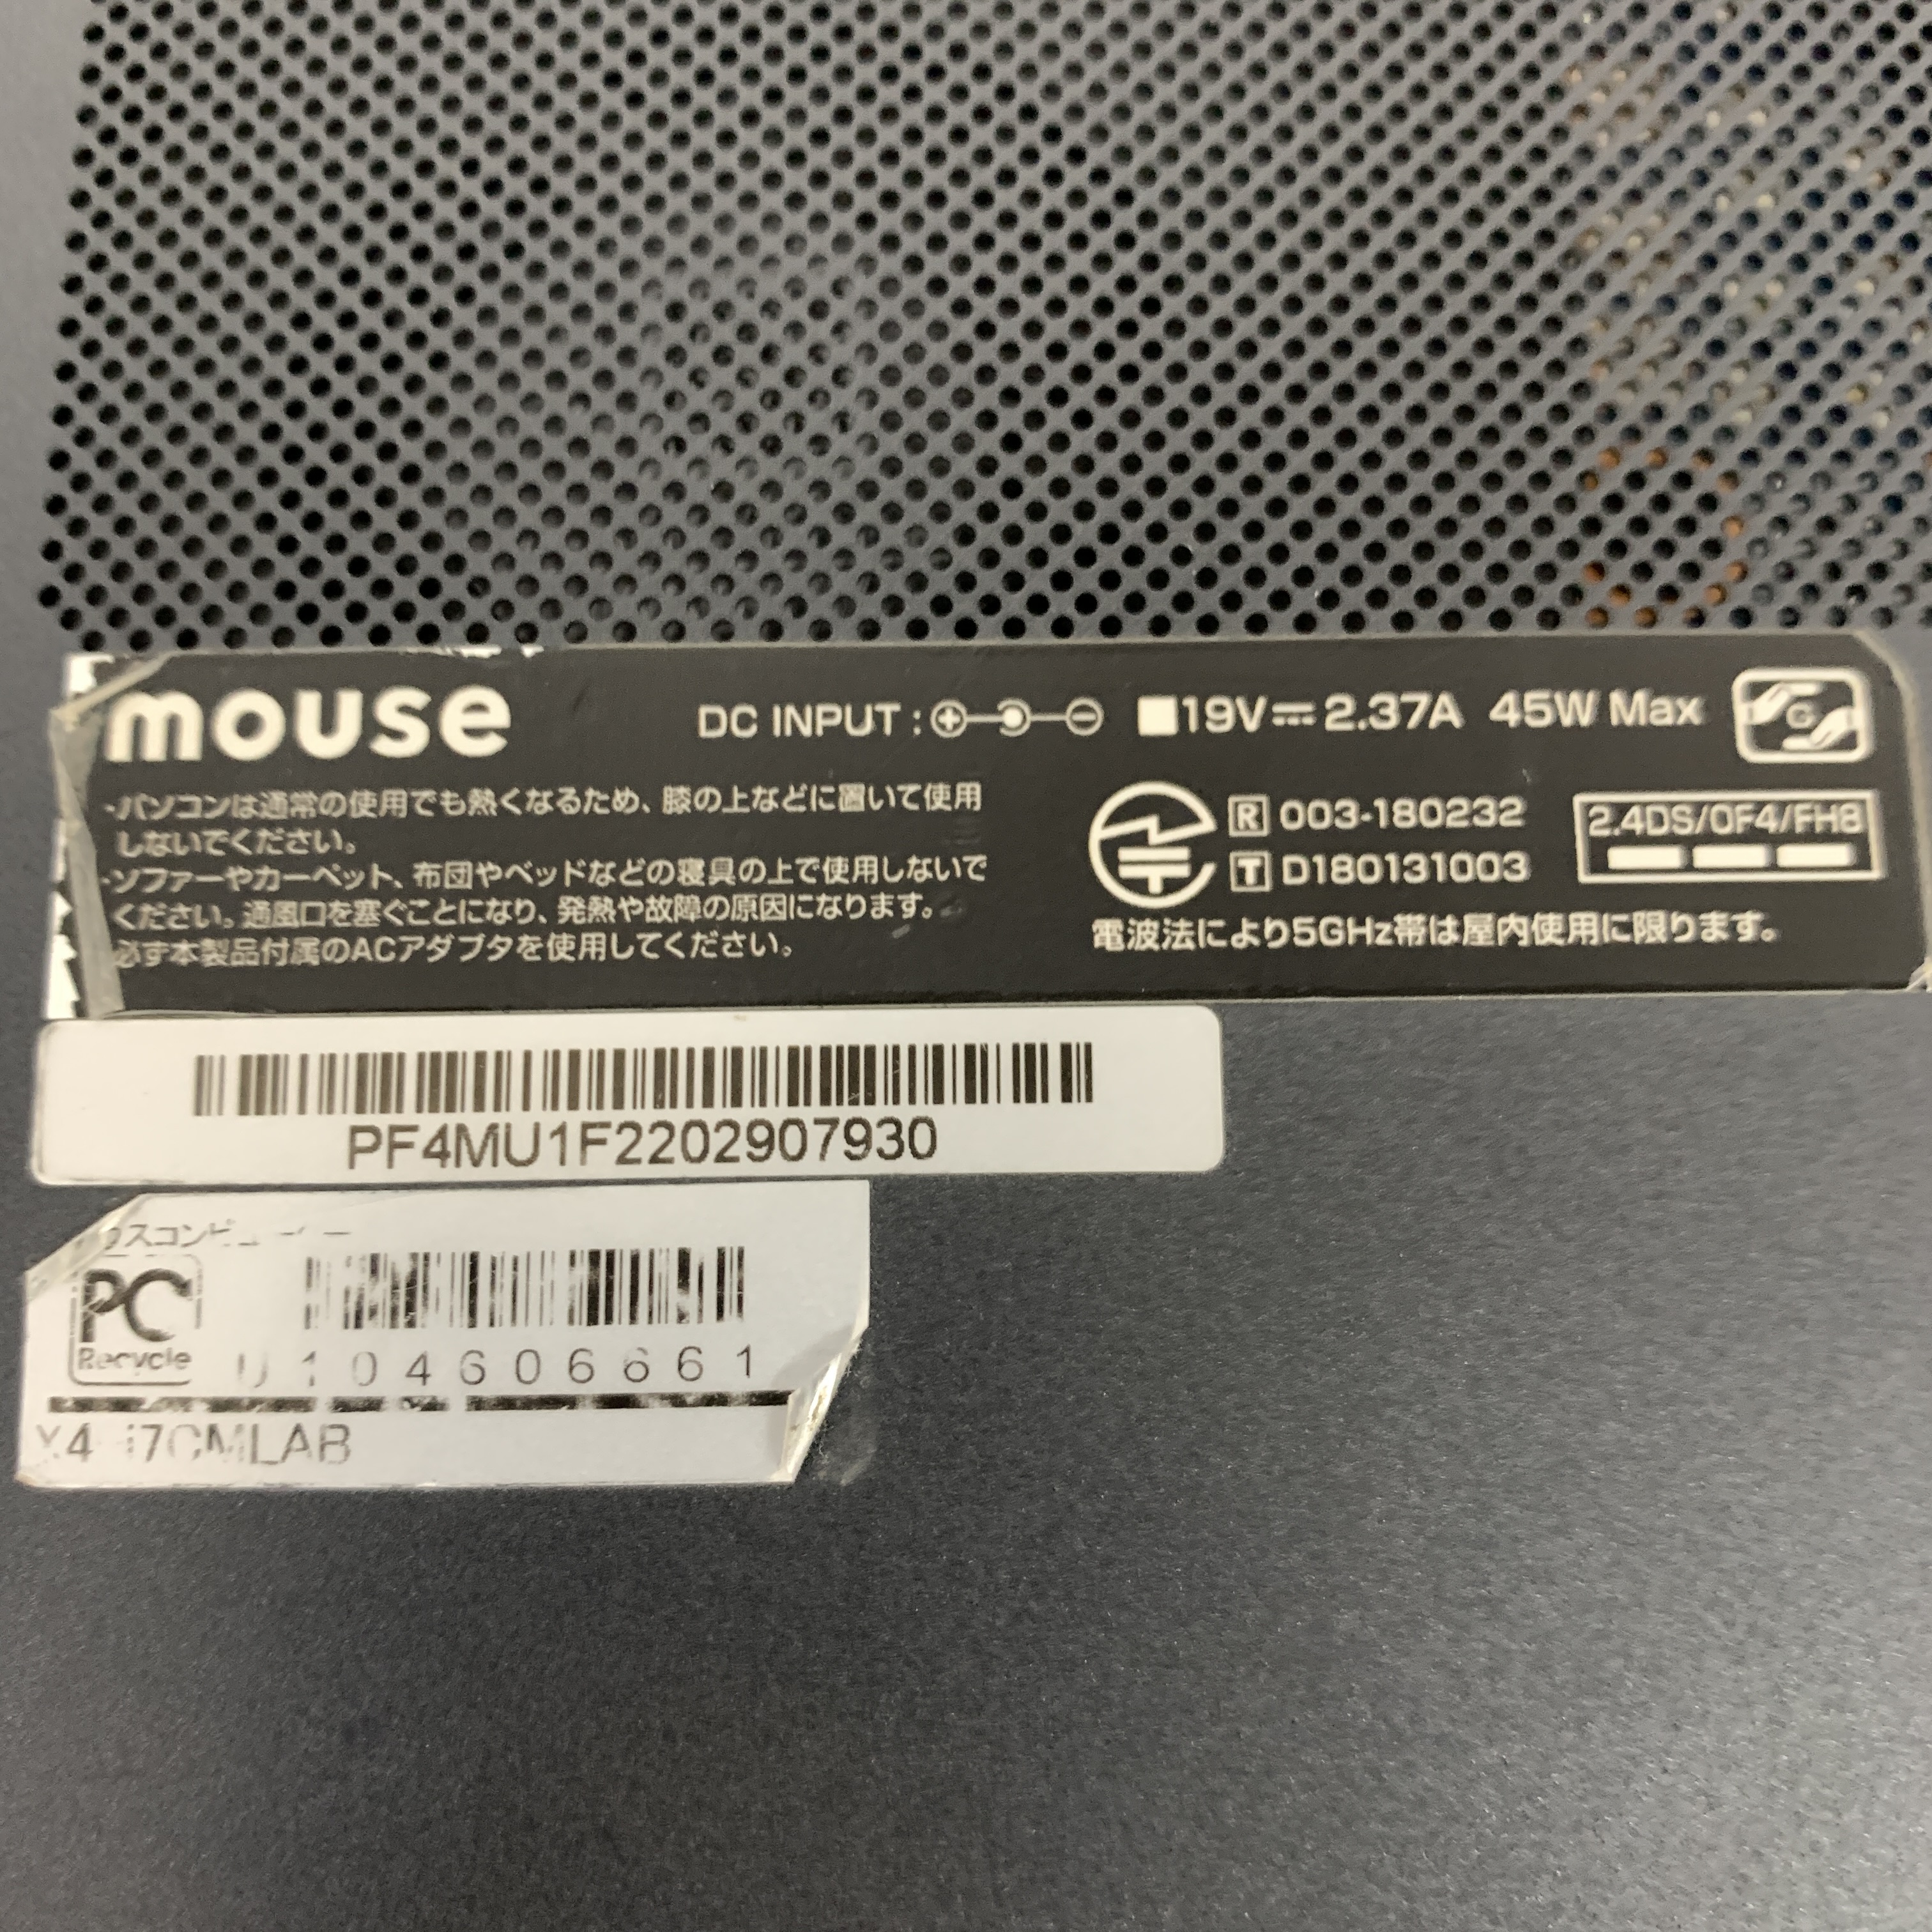 mouse
DC INPUT : 19V 2.37A 45W Max
G
・パソコンは通常の使用でも熱くなるため、膝の上などに置いて使用
しないでください。
・ソファーやカーペット、布団やベッドなどの寝具の上で使用しないで
ください。通風口を塞ぐことになり、発熱や故障の原因になります。
必ず本製品付属のACアダプタを使用してください。
R 003-180232
T D180131003
2.4DS/OF4/FH8
電波法により5GHz帯は屋内使用に限ります。
PF4MU1F2202907930
PC
Recycle
104606661